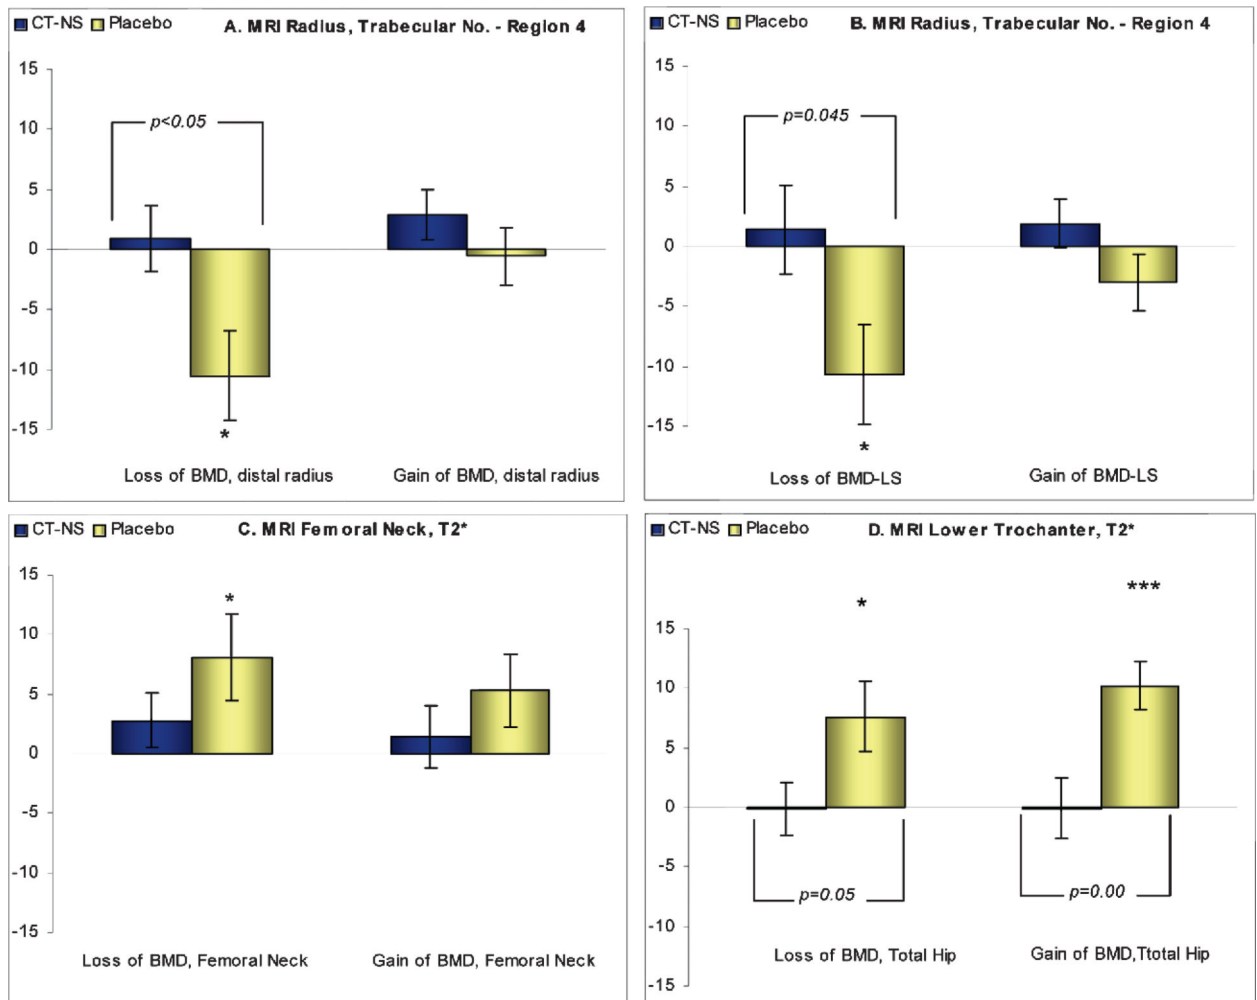 CT-NS Placebo A. MRI Radius, Trabecular No. - Region 4
15
10
p<0.05
5
0
-5
-10
-15
*
Loss of BMD, distal radius Gain of BMD, distal radius
CT-NS Placebo B. MRI Radius, Trabecular No. - Region 4
15
10
p=0.045
5
0
-5
-10
-15
*
Loss of BMD-LS Gain of BMD-LS
CT-NS Placebo C. MRI Femoral Neck, T2*
15
*
10
5
0
-5
-10
-15
Loss of BMD, Femoral Neck Gain of BMD, Femoral Neck
CT-NS Placebo D. MRI Lower Trochanter, T2*
* ***
15
10
5
0
-5
p=0.05 p=0.00
-10
Loss of BMD, Total Hip Gain of BMD,Ttotal Hip
-15